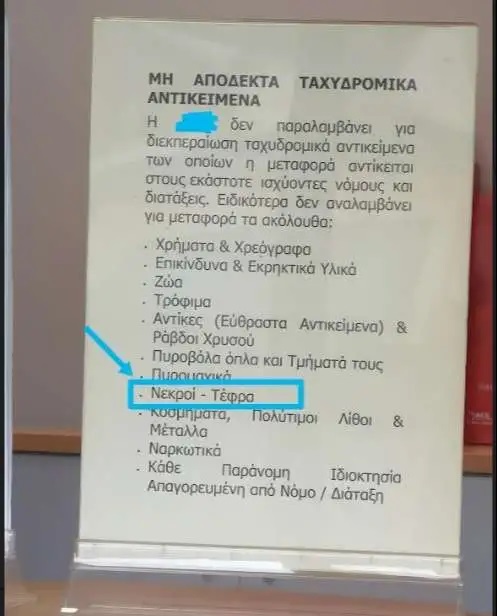 ΜΗ ΑΠΟΔΕΚΤΑ ΤΑΧΥΔΡΟΜΙΚΑ
ΑΝΤΙΚΕΙΜΕΝΑ
Η δεν παραλαμβάνει για
διεκπεραίωση ταχυδρομικά αντικείμενα
των οποίων η μεταφορά αντίκειται
στους εκάστοτε ισχύοντες νόμους και
διατάξεις. Ειδικότερα δεν αναλαμβάνει
για μεταφορά τα ακόλουθα:
. Χρήματα & Χρεόγραφα
. Επικίνδυνα & Εκρηκτικά Υλικά
. Ζώα
. Τρόφιμα
. Αντίκες (Εύθραστα Αντικείμενα) &
Ράβδοι Χρυσού
. Πυροβόλα όπλα και Τμήματά τους
. Πυρομαχικά
. Νεκροί - Τέφρα
. Κοσμήματα, Πολύτιμοι Λίθοι &
Μέταλλα
. Ναρκωτικά
. Κάθε Παράνομη Ιδιοκτησία
Απαγορευμένη από Νόμο / Διάταξη